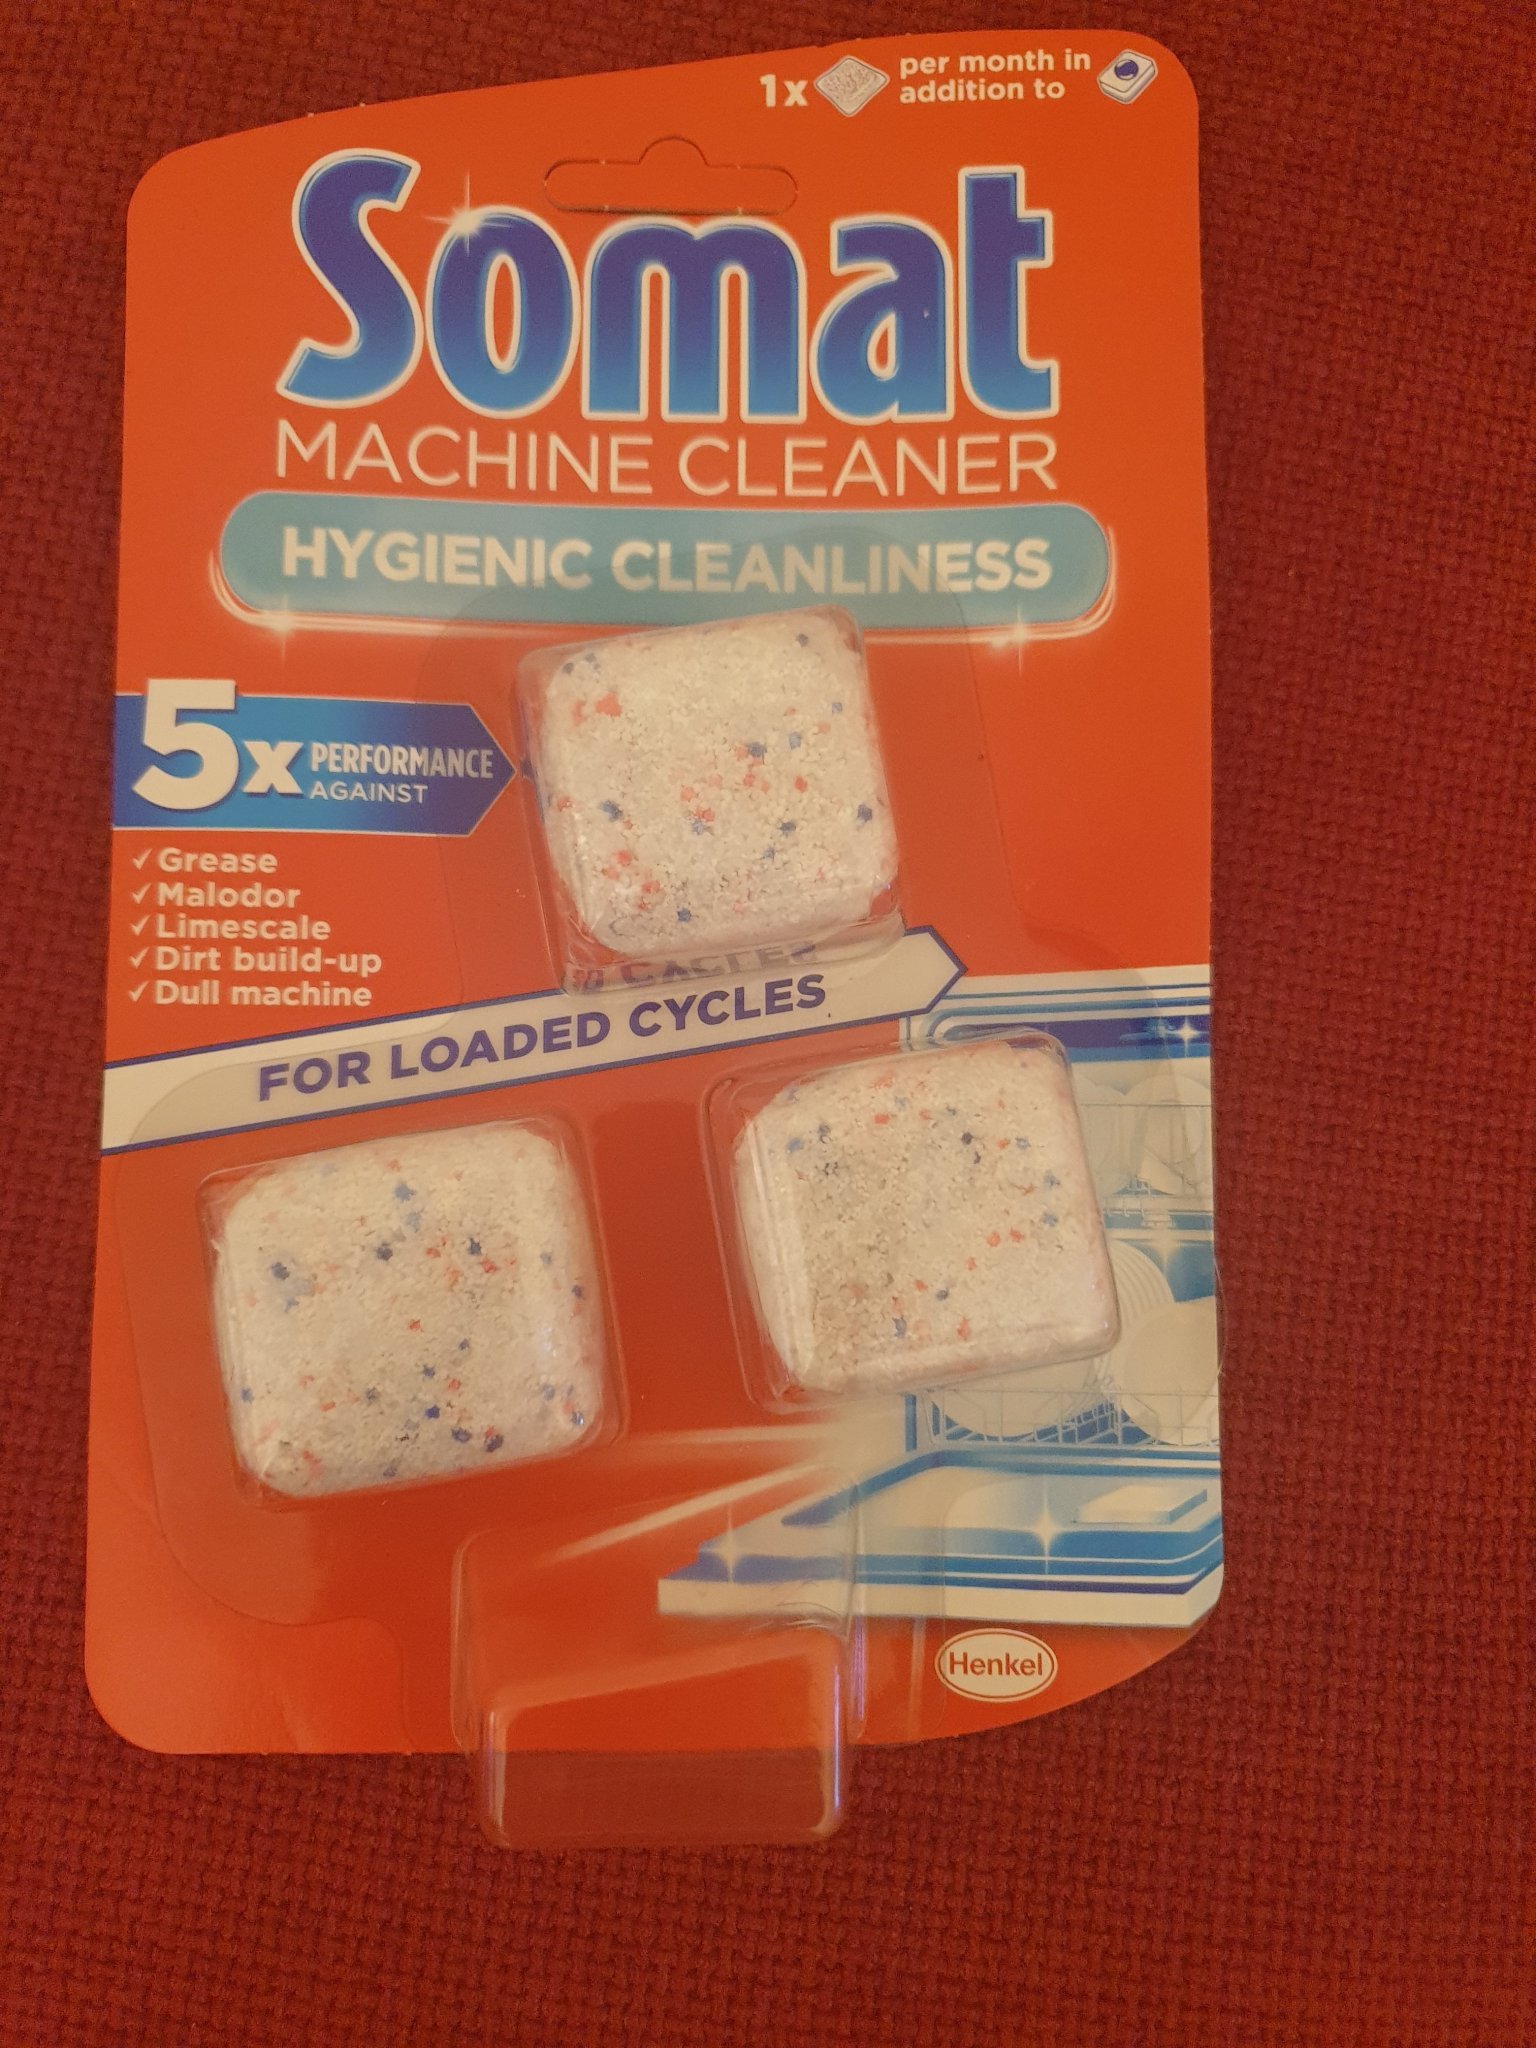 1x per month in
addition to
Somat
MACHINE CLEANER
HYGIENIC CLEANLINESS
5x PERFORMANCE
AGAINST
✓ Grease
✓ Malodor
✓ Limescale
✓ Dirt build-up
✓ Dull machine
FOR LOADED CYCLES
Henkel